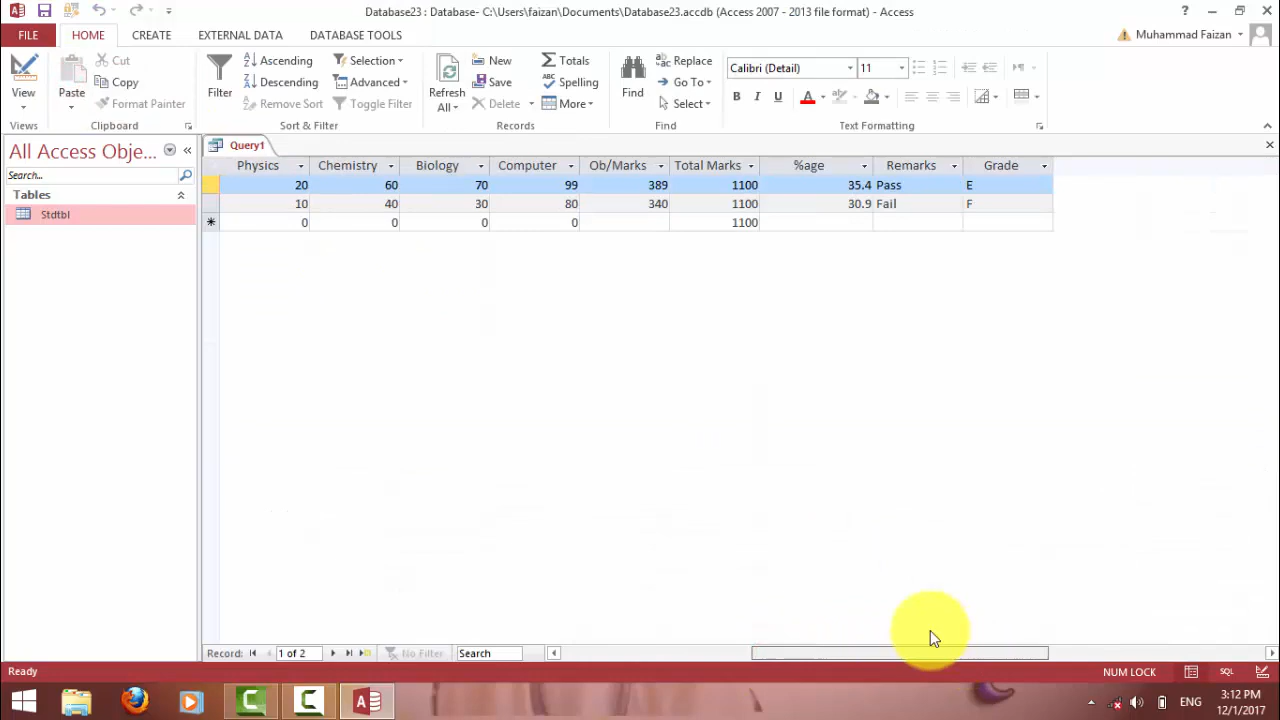 Database23 : Database- C:\Users\faizan\Documents\Database23.accdb (Access 2007 - 2013 file format) - Access
FILE HOME CREATE EXTERNAL DATA DATABASE TOOLS Muhammad Faizan
View Paste Cut Copy Format Painter
Filter Ascending Descending Remove Sort Selection Advanced Toggle Filter
Refresh All New Save Delete Totals Spelling More
Find Replace Go To Select
Calibri (Detail) 11
B I U A
Views Clipboard Sort & Filter Records Find Text Formatting
All Access Obje...
Search...
Tables
Stdtbl
Query1
Physics Chemistry Biology Computer Ob/Marks Total Marks %age Remarks Grade
20 60 70 99 389 1100 35.4 Pass E
10 40 30 80 340 1100 30.9 Fail F
0 0 0 0 1100
Record: 1 of 2 No Filter Search
Ready NUM LOCK SQL
ENG 3:12 PM
12/1/2017